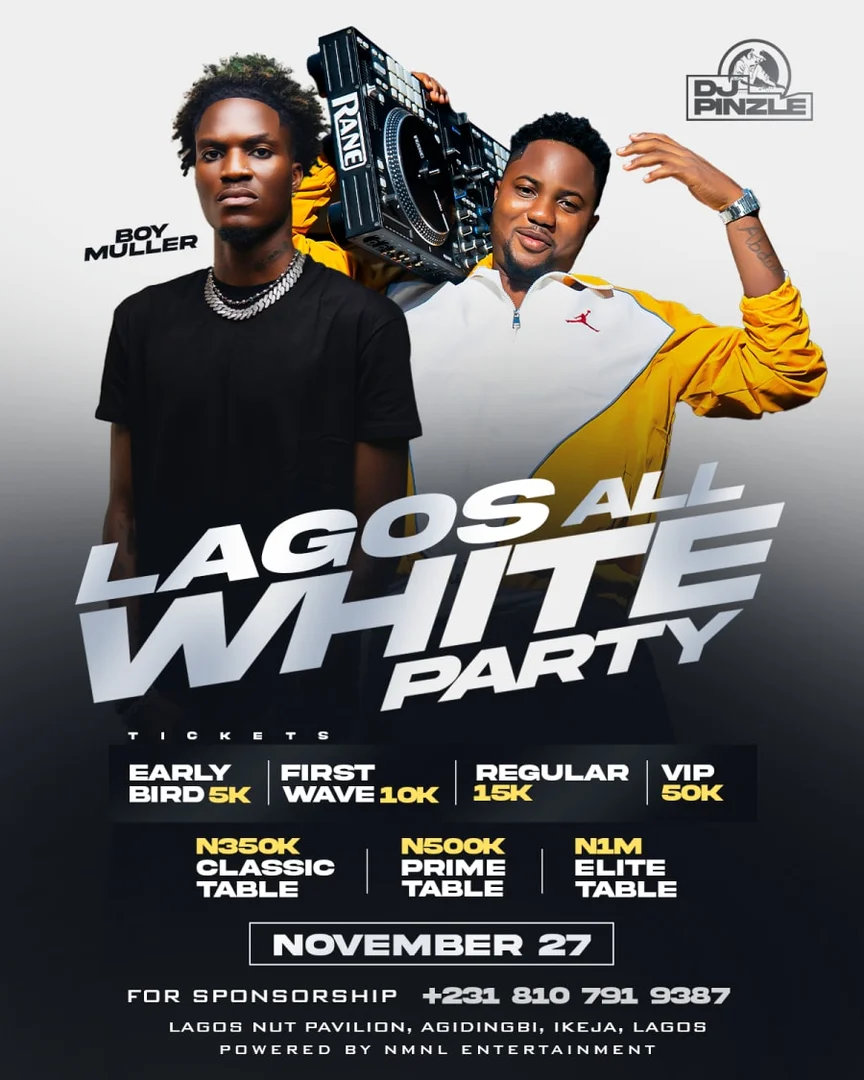 DJ
PINZLE
RANE
BOY
MULLER
LAGOS ALL
WHITE
PARTY
TICKETS
EARLY
BIRD 5K
FIRST
WAVE 10K
REGULAR
15K
VIP
50K
N350K
CLASSIC
TABLE
N500K
PRIME
TABLE
N1M
ELITE
TABLE
NOVEMBER 27
FOR SPONSORSHIP +231 810 791 9387
LAGOS NUT PAVILION, AGIDINGBI, IKEJA, LAGOS
POWERED BY NMNL ENTERTAINMENT